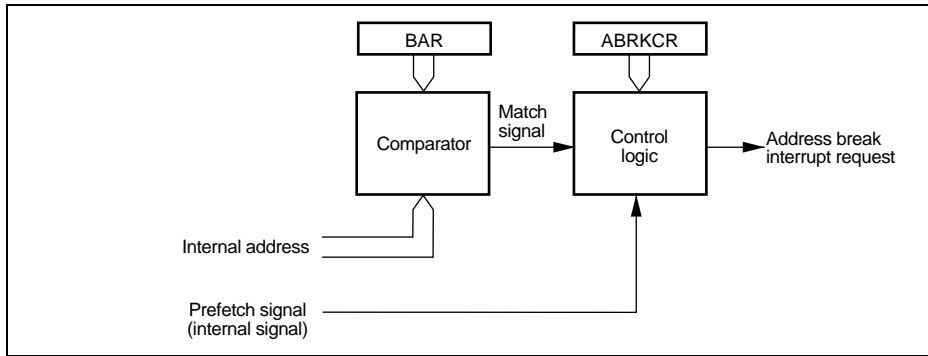 BAR
ABRKCR
Match
signal
Comparator
Control
logic
Address break
interrupt request
Internal address
Prefetch signal
(internal signal)